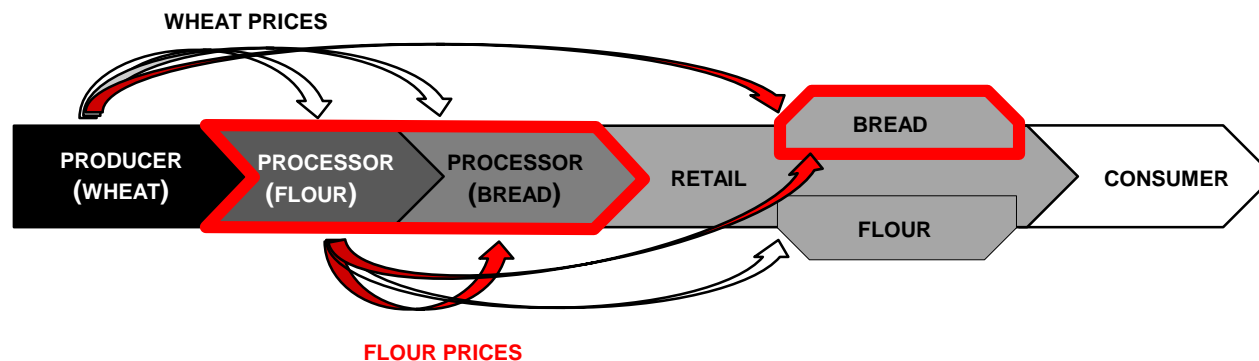 WHEAT PRICES
BREAD
PRODUCER
(WHEAT)
PROCESSOR
(FLOUR)
PROCESSOR
(BREAD)
RETAIL
CONSUMER
FLOUR
FLOUR PRICES